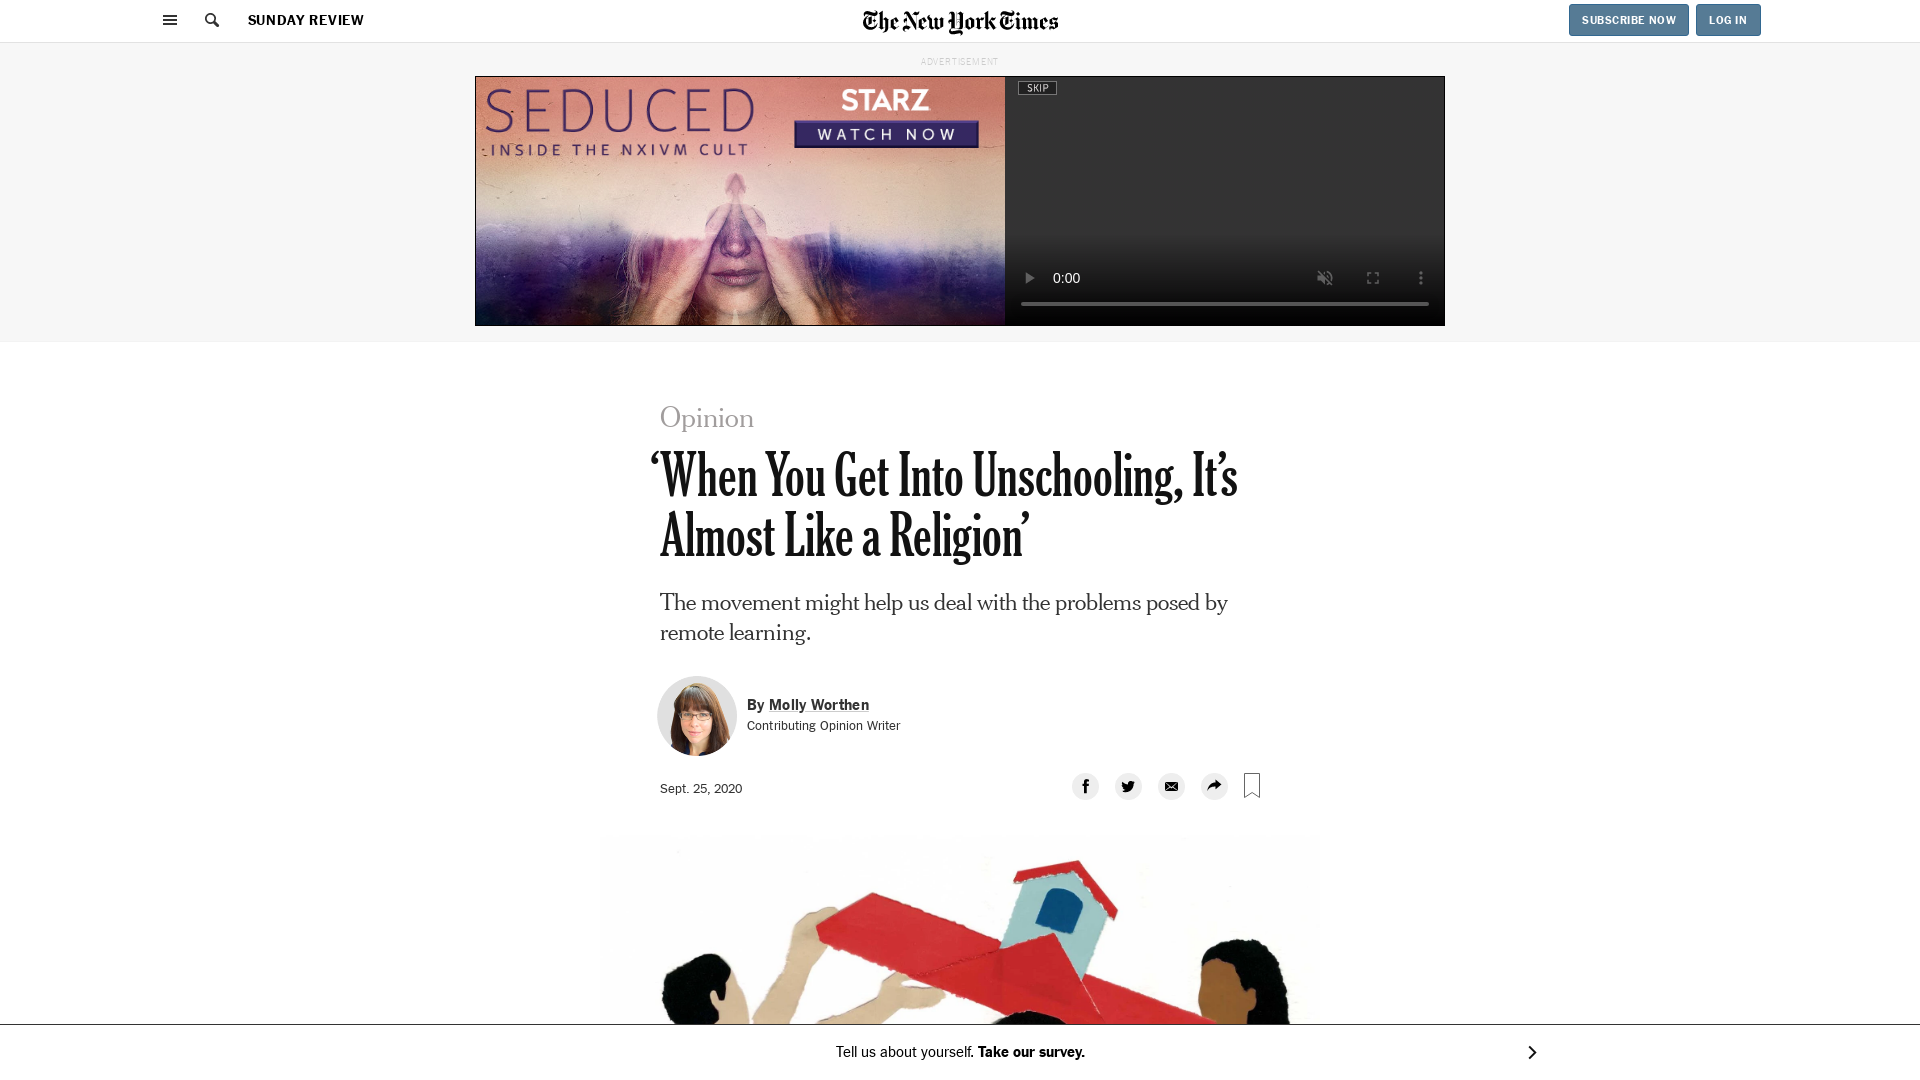 SUNDAY REVIEW
The New York Times
SUBSCRIBE NOW
LOG IN
ADVERTISEMENT
SEDUCED
INSIDE THE NXIVM CULT
STARZ
WATCH NOW
SKIP
0:00
Opinion
‘When You Get Into Unschooling, It’s
Almost Like a Religion’
The movement might help us deal with the problems posed by
remote learning.
By Molly Worthen
Contributing Opinion Writer
Sept. 25, 2020
Tell us about yourself. Take our survey.